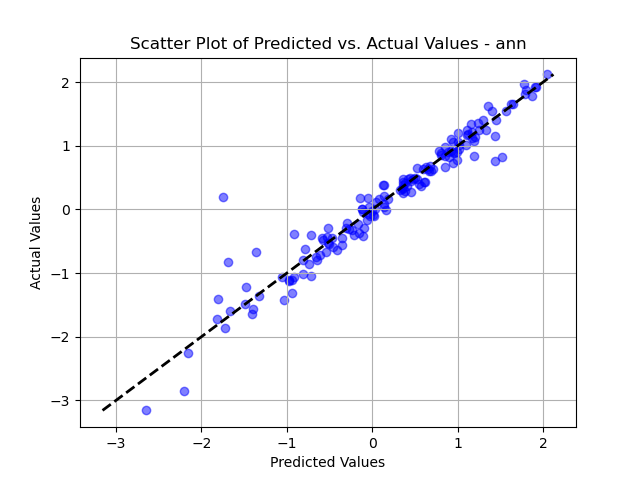 Scatter Plot of Predicted vs. Actual Values - ann
2
1
0
−1
−2
−3
Actual Values
−3 −2 −1 0 1 2
Predicted Values